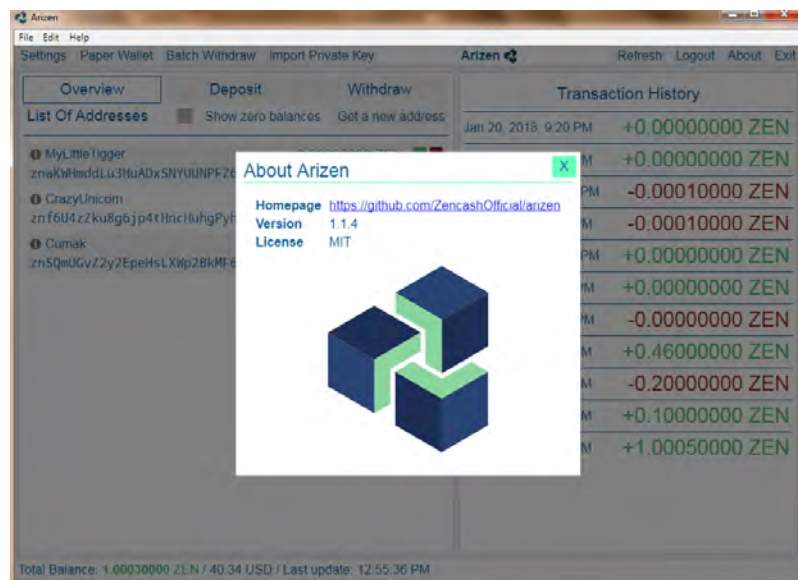 Arizen
File Edit Help
Settings Paper Wallet Batch Withdraw Import Private Key Arizen Refresh Logout About Exit
Overview Deposit Withdraw Transaction History
List Of Addresses Show zero balances Get a new address
Jan 20, 2018, 9:20 PM +0.00000000 ZEN
MyLittleTigger
About Arizen X
M +0.00000000 ZEN
CrazyUnicorn
Homepage https://github.com/ZencashOfficial/arizen
PM -0.00010000 ZEN
Version 1.1.4
M -0.00010000 ZEN
Cumak
License MIT
PM +0.00000000 ZEN
M +0.00000000 ZEN
PM -0.00000000 ZEN
M +0.46000000 ZEN
M -0.20000000 ZEN
M +0.10000000 ZEN
M +1.00050000 ZEN
Total Balance: 1.00030000 ZEN / 40.34 USD / Last update: 12:55:36 PM